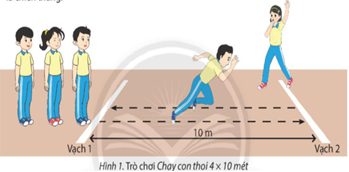 10 m
Vạch 1
Vạch 2
Hình 1. Trò chơi Chạy con thoi 4 × 10 mét